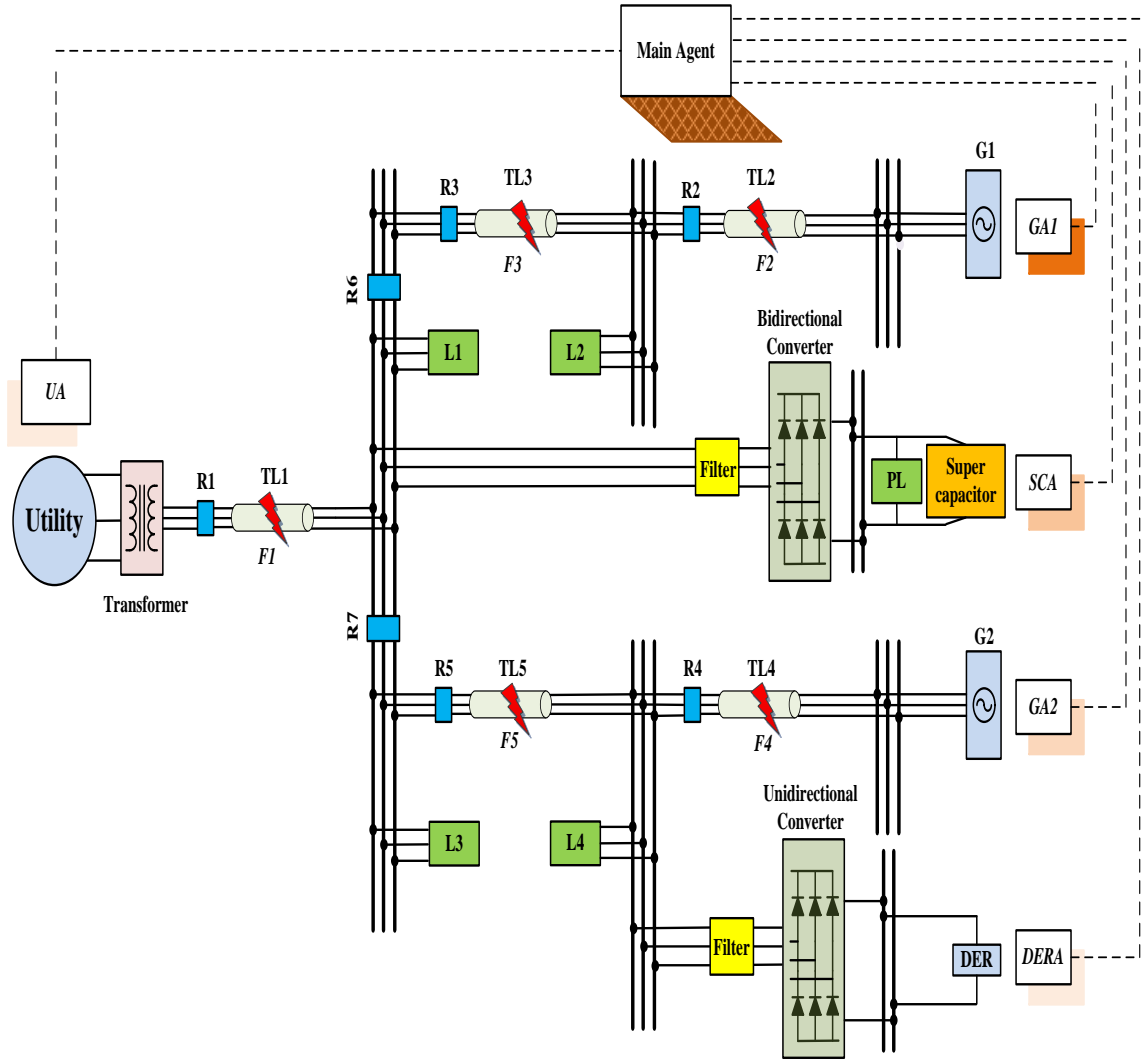 Main Agent
G1
R3
TL3
R2
TL2
GA1
F3
F2
R6
Bidirectional
Converter
L1
L2
UA
Filter
PL
Super
capacitor
SCA
Utility
R1
TL1
F1
Transformer
R7
G2
R5
TL5
R4
TL4
GA2
F5
F4
Unidirectional
Converter
L3
L4
Filter
DER
DERA